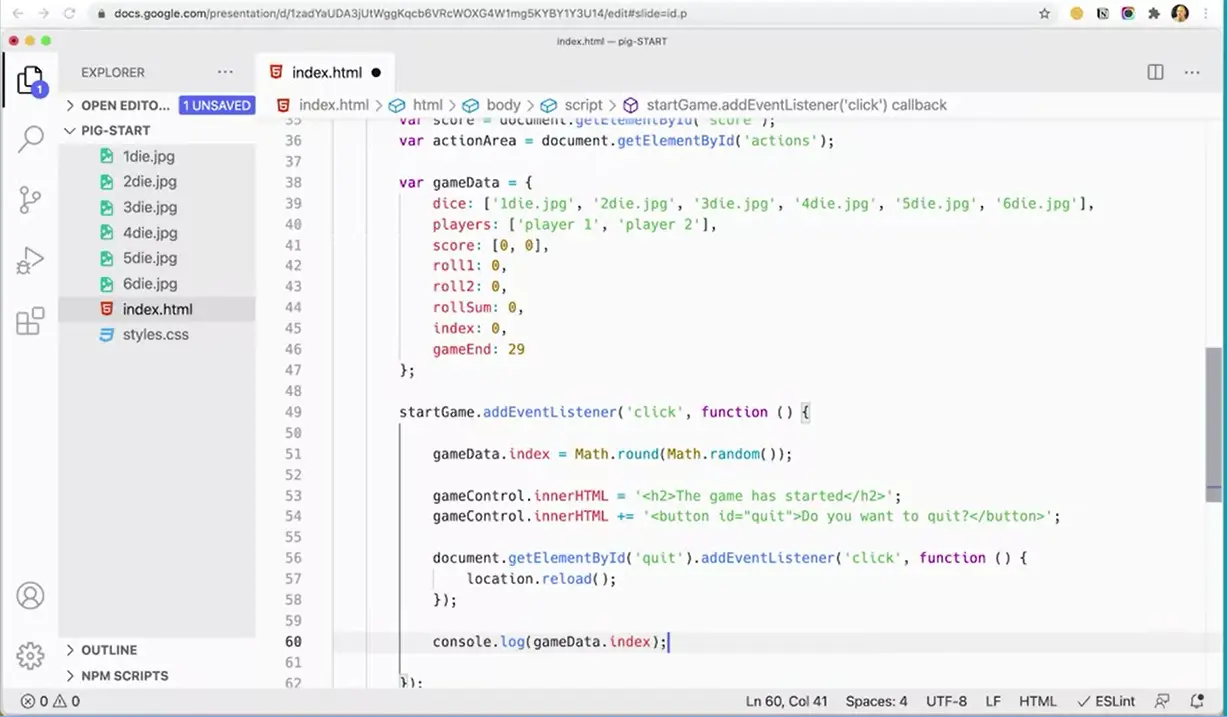 docs.google.com/presentation/d/1zadYaUDA3jUtWggKqcb6VRcWOXG4W1mg5KYBY1Y3U14/edit#slide=id.p
index.html — pig-START
EXPLORER
index.html
OPEN EDITO... 1 UNSAVED
index.html > html > body > script > startGame.addEventListener('click') callback
PIG-START
1die.jpg
2die.jpg
3die.jpg
4die.jpg
5die.jpg
6die.jpg
index.html
styles.css
OUTLINE
NPM SCRIPTS
1
35 var score = document.getElementById('score');
36 var actionArea = document.getElementById('actions');
37
38 var gameData = {
39 dice: ['1die.jpg', '2die.jpg', '3die.jpg', '4die.jpg', '5die.jpg', '6die.jpg'],
40 players: ['player 1', 'player 2'],
41 score: [0, 0],
42 roll1: 0,
43 roll2: 0,
44 rollSum: 0,
45 index: 0,
46 gameEnd: 29
47 };
48
49 startGame.addEventListener('click', function () {
50
51 gameData.index = Math.round(Math.random());
52
53 gameControl.innerHTML = '<h2>The game has started</h2>';
54 gameControl.innerHTML += '<button id="quit">Do you want to quit?</button>';
55
56 document.getElementById('quit').addEventListener('click', function () {
57 location.reload();
58 });
59
60 console.log(gameData.index);
61
62 });
0 0
Ln 60, Col 41 Spaces: 4 UTF-8 LF HTML ESLint